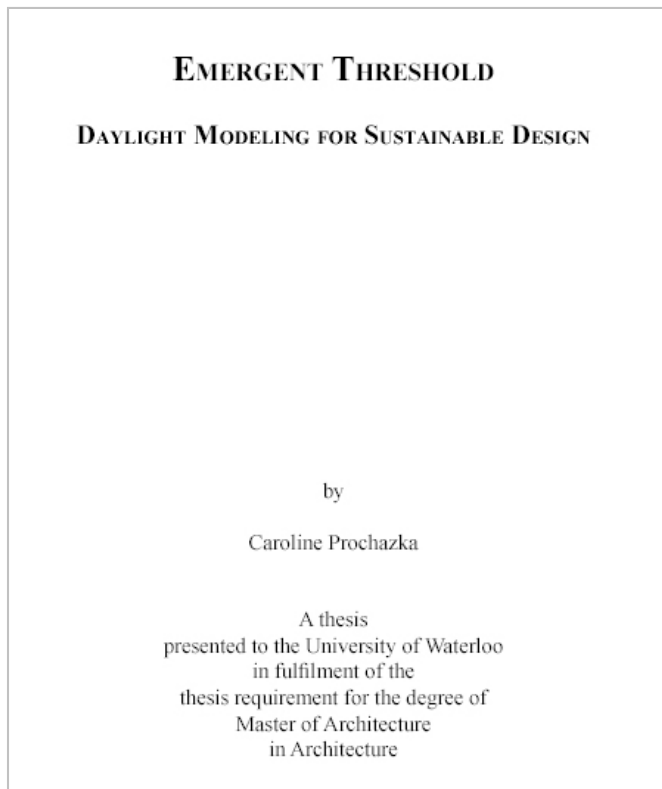 EMERGENT THRESHOLD
DAYLIGHT MODELING FOR SUSTAINABLE DESIGN
by
Caroline Prochazka
A thesis
presented to the University of Waterloo
in fulfilment of the
thesis requirement for the degree of
Master of Architecture
in Architecture